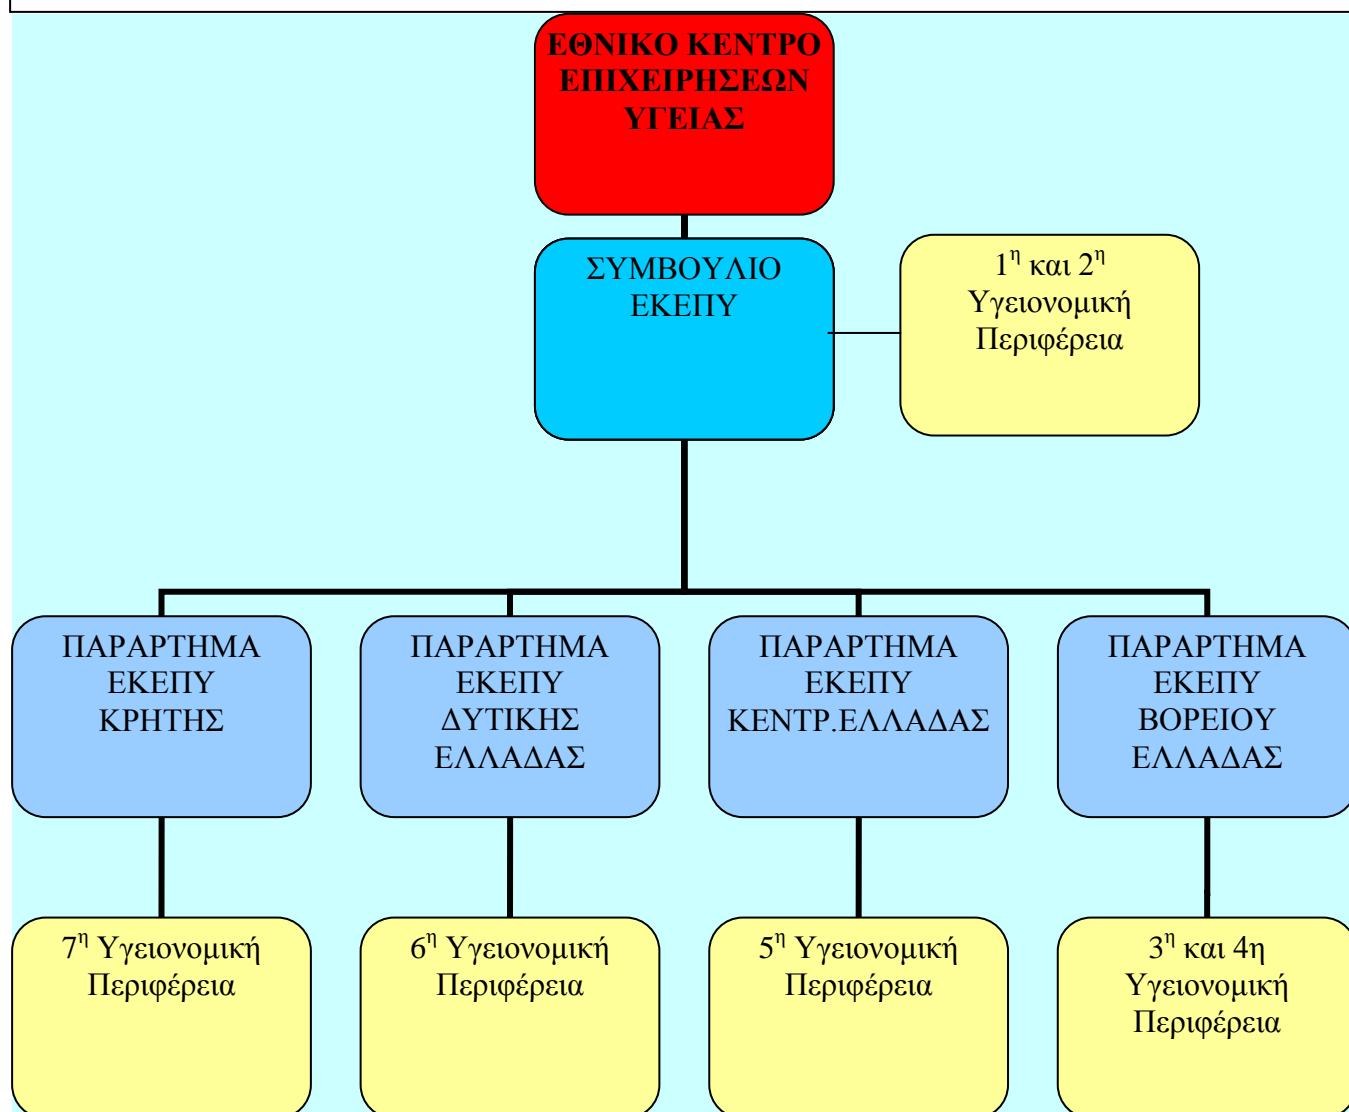 ΕΘΝΙΚΟ ΚΕΝΤΡΟ
ΕΠΙΧΕΙΡΗΣΕΩΝ
ΥΓΕΙΑΣ
ΣΥΜΒΟΥΛΙΟ
ΕΚΕΠΥ
1η και 2η
Υγειονομική
Περιφέρεια
ΠΑΡΑΡΤΗΜΑ
ΕΚΕΠΥ
ΚΡΗΤΗΣ
ΠΑΡΑΡΤΗΜΑ
ΕΚΕΠΥ
ΔΥΤΙΚΗΣ
ΕΛΛΑΔΑΣ
ΠΑΡΑΡΤΗΜΑ
ΕΚΕΠΥ
ΚΕΝΤΡ.ΕΛΛΑΔΑΣ
ΠΑΡΑΡΤΗΜΑ
ΕΚΕΠΥ
ΒΟΡΕΙΟΥ
ΕΛΛΑΔΑΣ
7η Υγειονομική
Περιφέρεια
6η Υγειονομική
Περιφέρεια
5η Υγειονομική
Περιφέρεια
3η και 4η
Υγειονομική
Περιφέρεια